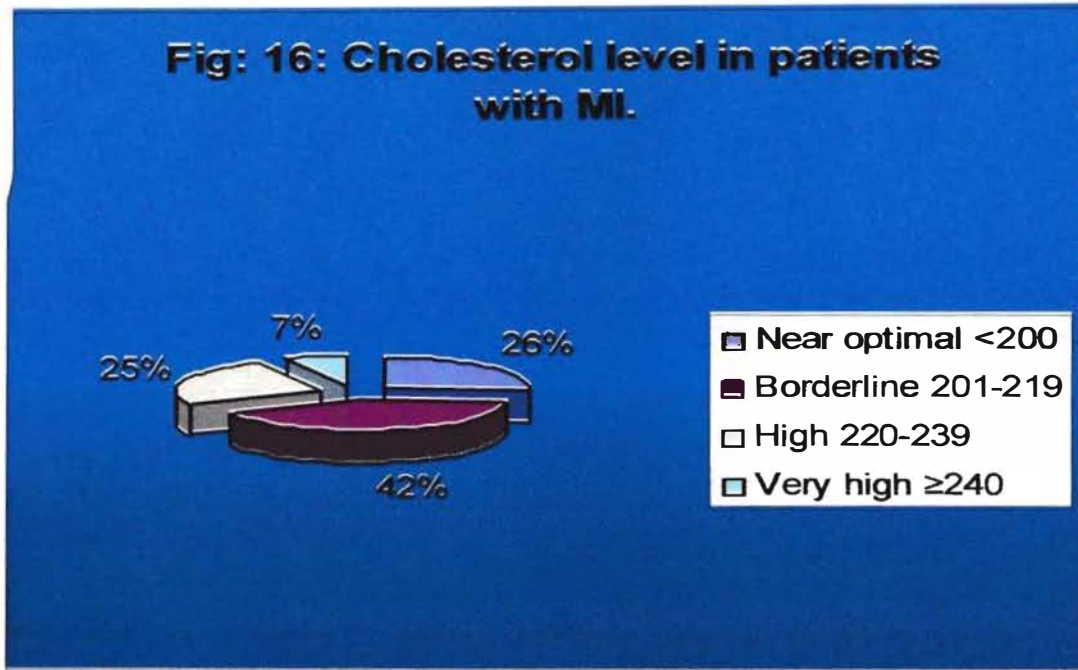 Fig: 16: Cholesterol level in patients
with MI.
7%
26%
25%
42%
Near optimal <200
Borderline 201-219
High 220-239
Very high ≥240